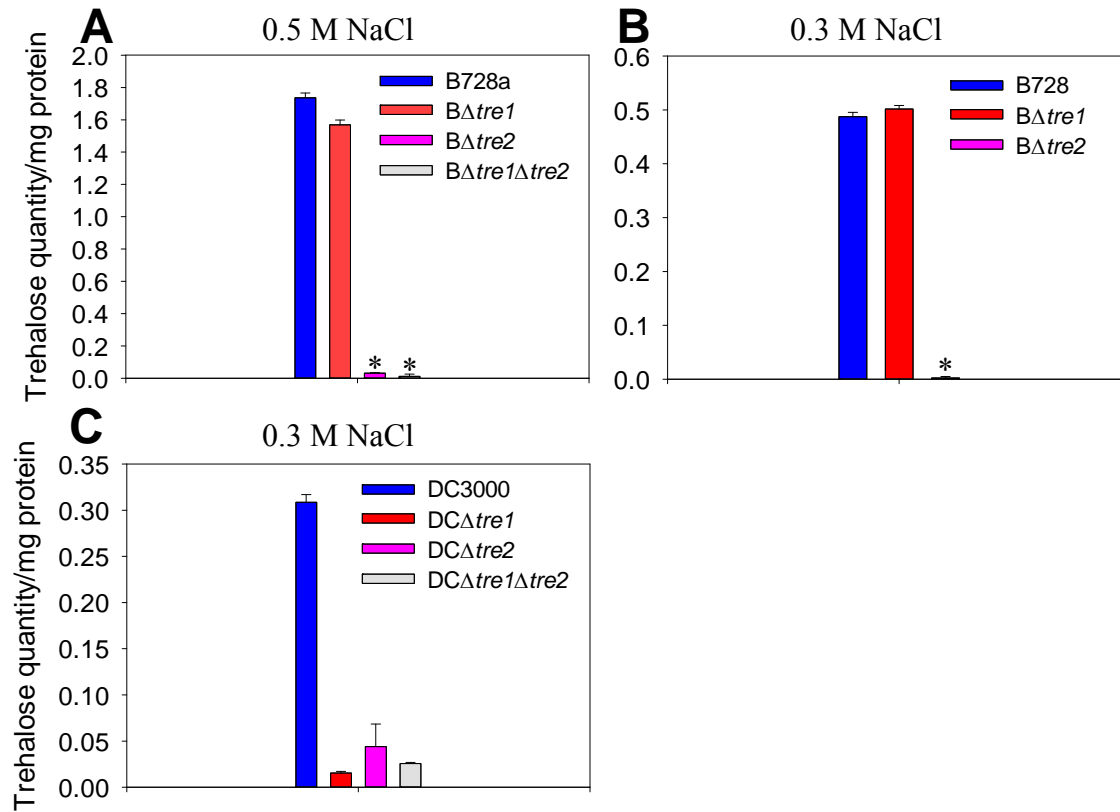 A
0.5 M NaCl
Trehalose quantity/mg protein
2.0
1.8
1.6
1.4
1.2
1.0
0.8
0.6
0.4
0.2
0.0
B728a
BΔtre1
BΔtre2
BΔtre1Δtre2
* *
B
0.3 M NaCl
0.6
0.5
0.4
0.3
0.2
0.1
0.0
B728
BΔtre1
BΔtre2
*
C
0.3 M NaCl
Trehalose quantity/mg protein
0.35
0.30
0.25
0.20
0.15
0.10
0.05
0.00
DC3000
DCΔtre1
DCΔtre2
DCΔtre1Δtre2